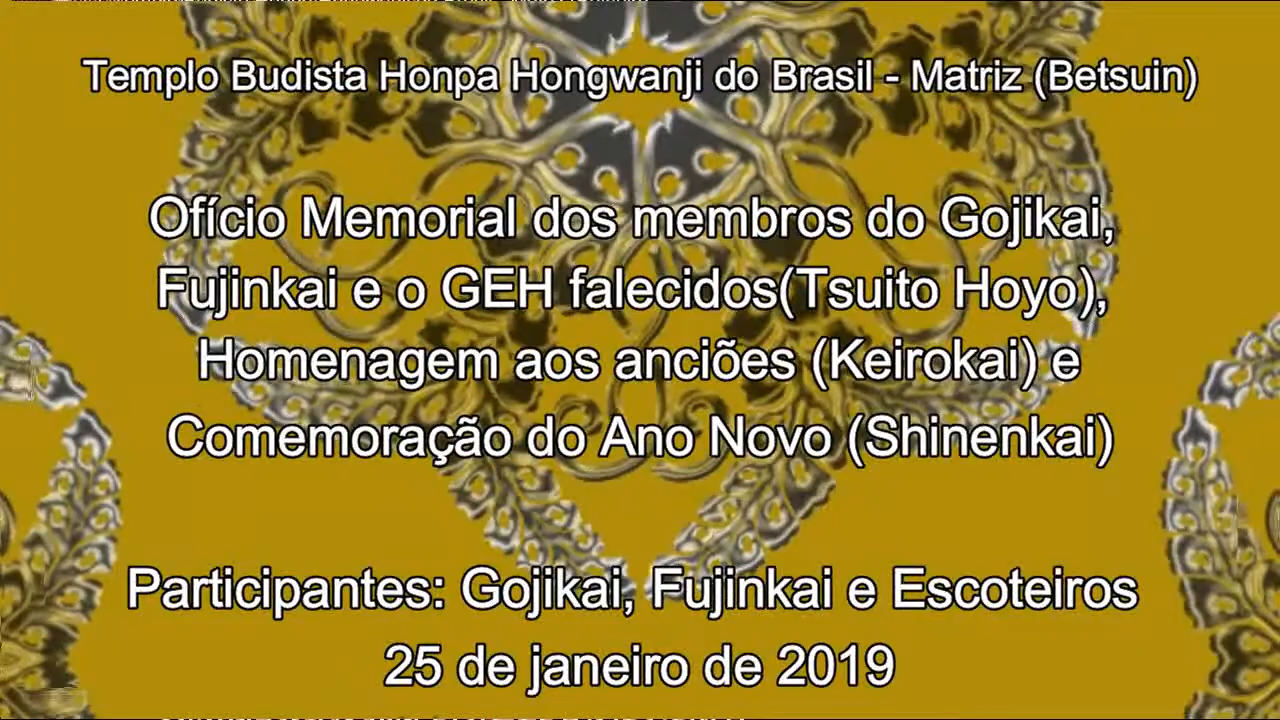 Templo Budista Honpa Hongwanji do Brasil - Matriz (Betsuin)
Ofício Memorial dos membros do Gojikai,
Fujinkai e o GEH falecidos(Tsuito Hoyo),
Homenagem aos anciões (Keirokai) e
Comemoração do Ano Novo (Shinenkai)
Participantes: Gojikai, Fujinkai e Escoteiros
25 de janeiro de 2019